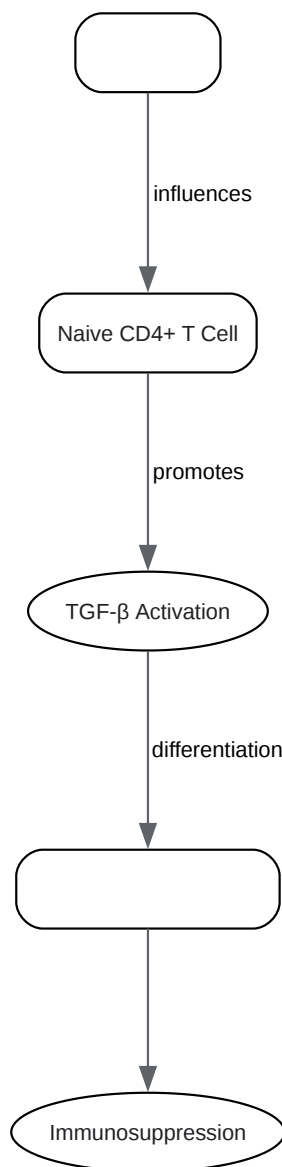 influences
Naive CD4+ T Cell
promotes
TGF-β Activation
differentiation
Immunosuppression